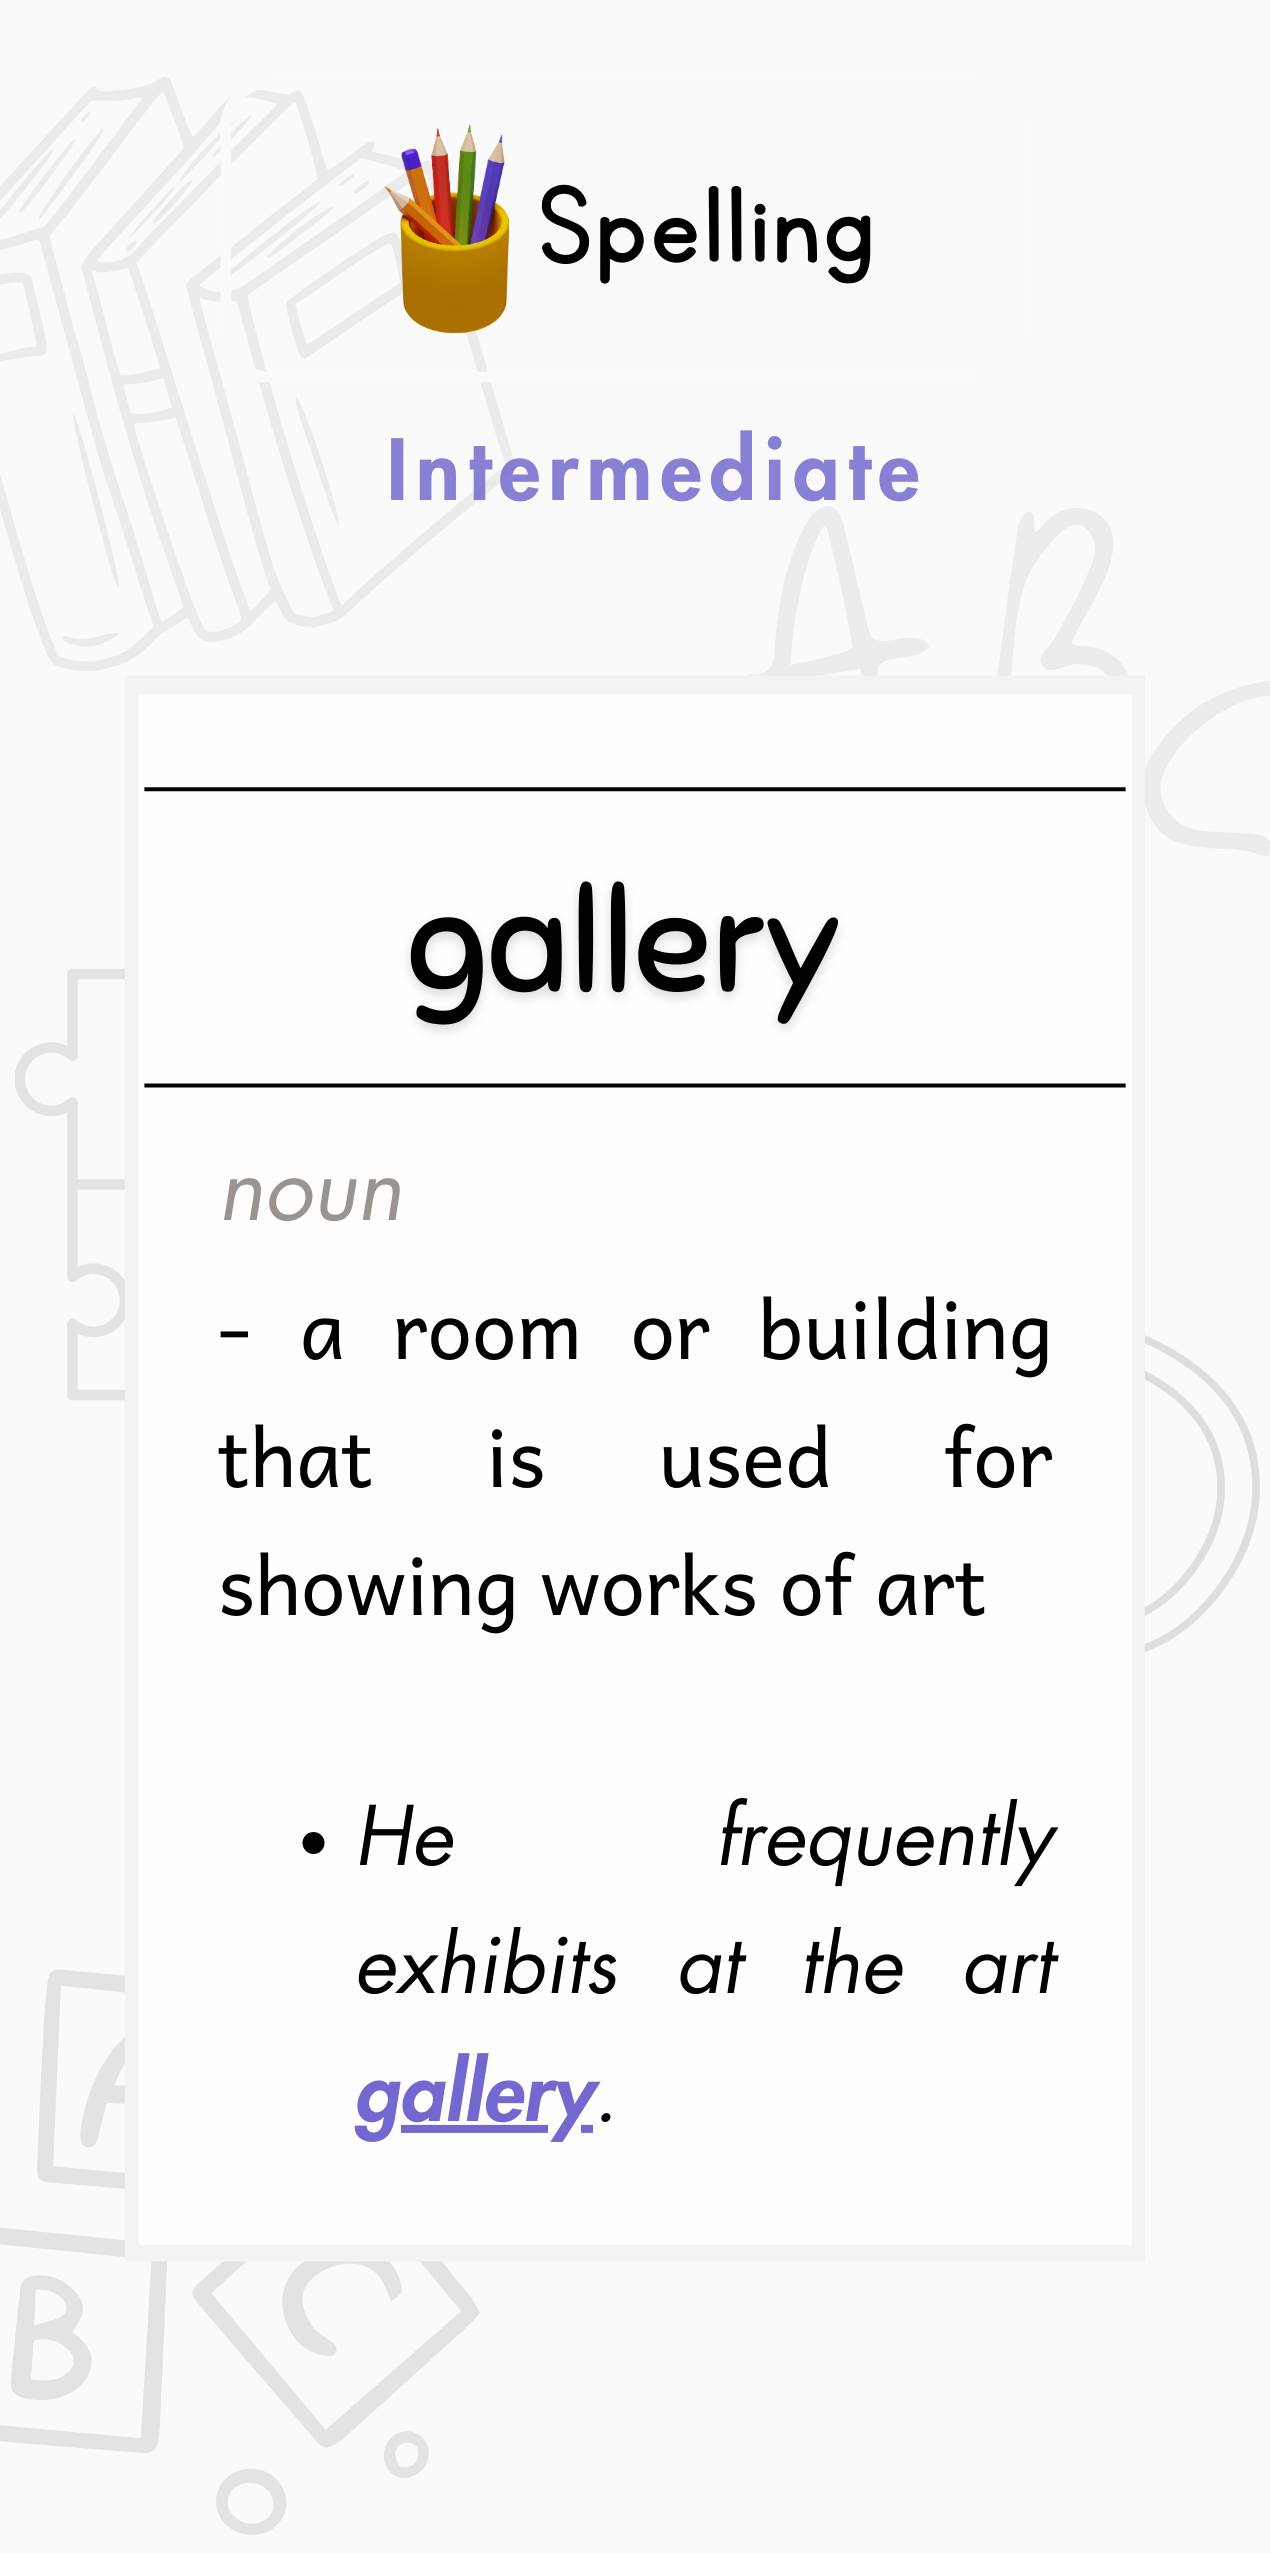 Spelling
Intermediate
A B
gallery
noun
- a room or building
that is used for
showing works of art
• He frequently
exhibits at the art
gallery.
A
B C